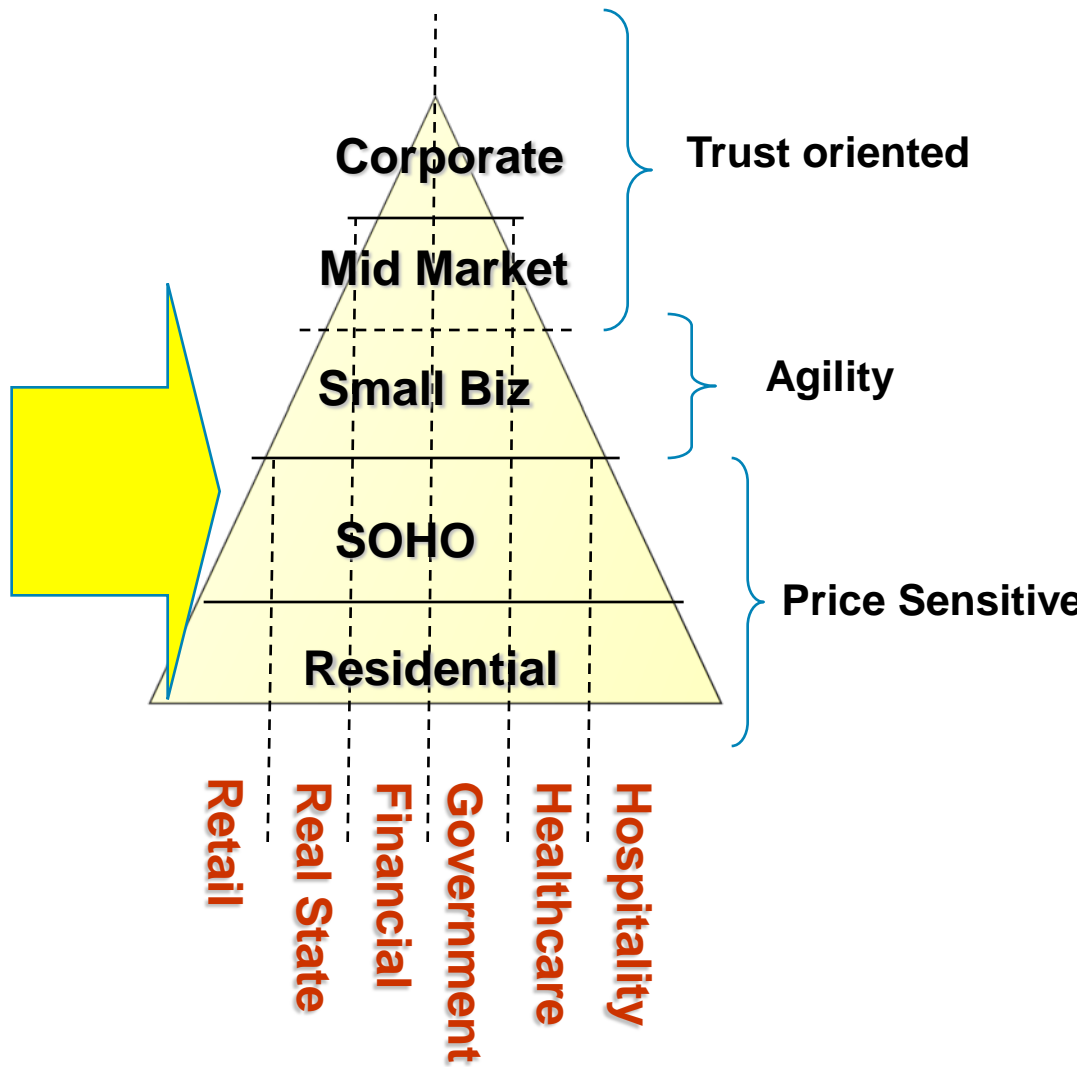 Corporate
Trust oriented
Mid Market
Small Biz
Agility
SOHO
Price Sensitive
Residential
Retail
Real State
Financial
Government
Healthcare
Hospitality